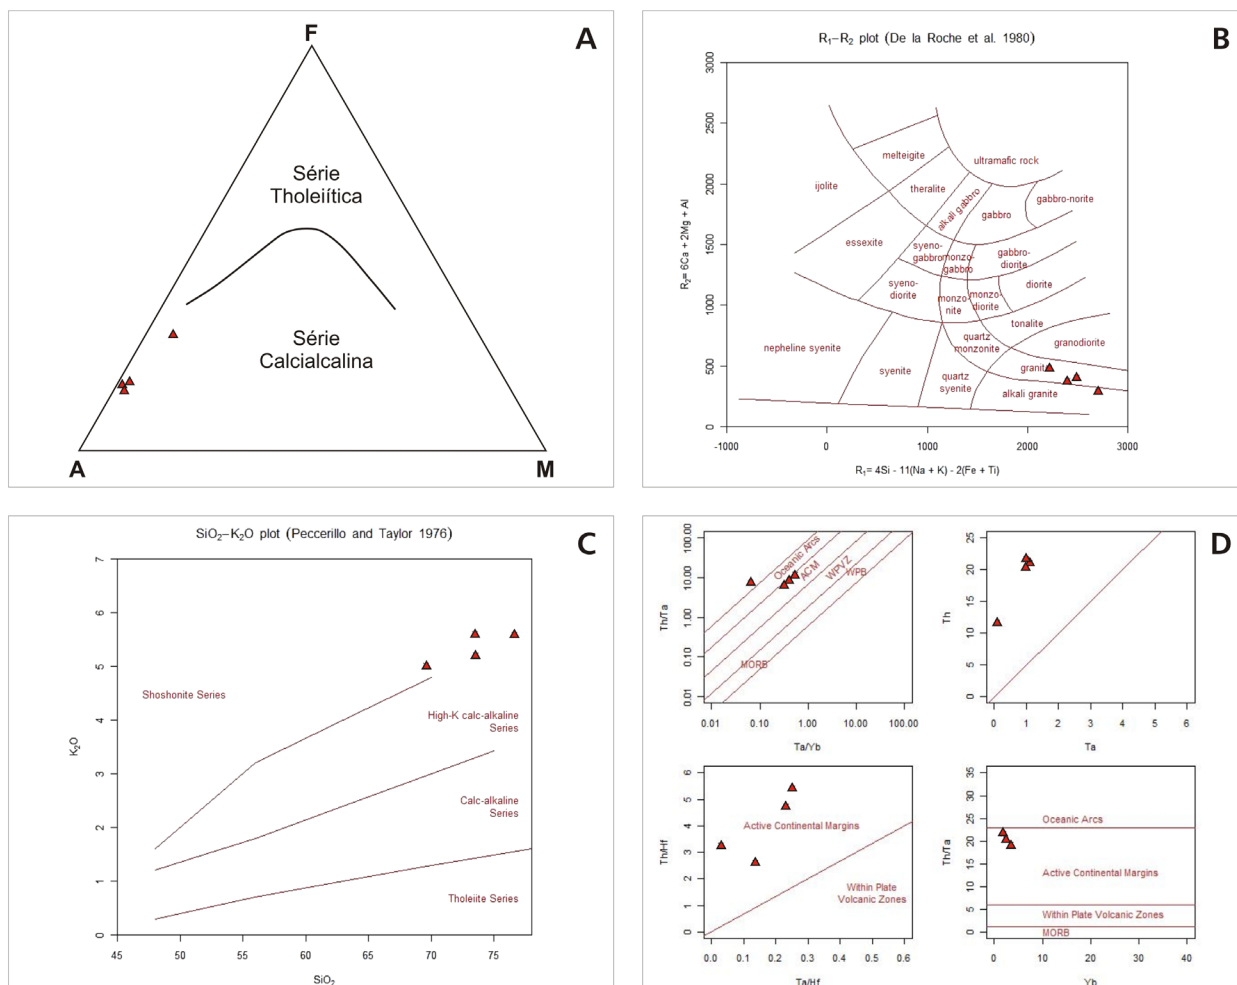 A
F
Série
Tholeiítica
Série
Calcialcalina
A
M
B
R₁–R₂ plot (De la Roche et al. 1980)
R₂= 6Ca + 2Mg + Al
3000
2500
2000
1500
1000
500
0
ultramafic rock
melteigite
ijolite
theralite
alkali gabbro
gabbro-norite
gabbro
essexite
syeno-
gabbro
monzo-
gabbro
gabbro-
diorite
syeno-
diorite
monzo-
nite
monzo-
diorite
diorite
tonalite
nepheline syenite
quartz
monzonite
granodiorite
syenite
quartz
syenite
granite
alkali granite
-1000
0
1000
2000
3000
R₁= 4Si - 11(Na + K) - 2(Fe + Ti)
C
SiO₂–K₂O plot (Peccerillo and Taylor 1976)
K₂O
7
6
5
4
3
2
1
0
Shoshonite Series
High-K calc-alkaline
Series
Calc-alkaline
Series
Tholeiite Series
45
50
55
60
65
70
75
SiO₂
D
Th/Ta
100.00
10.00
1.00
0.10
0.01
Oceanic Arcs
ACM
WPVZ
WPB
MORB
0.01
0.10
1.00
10.00
100.00
Ta/Yb
Th
25
20
15
10
5
0
0
1
2
3
4
5
6
Ta
Th/Hf
6
5
4
3
2
1
0
Active Continental Margins
Within Plate
Volcanic Zones
0.0
0.1
0.2
0.3
0.4
0.5
0.6
Ta/Hf
Th/Ta
35
30
25
20
15
10
5
0
Oceanic Arcs
Active Continental Margins
Within Plate Volcanic Zones
MORB
0
10
20
30
40
Yb